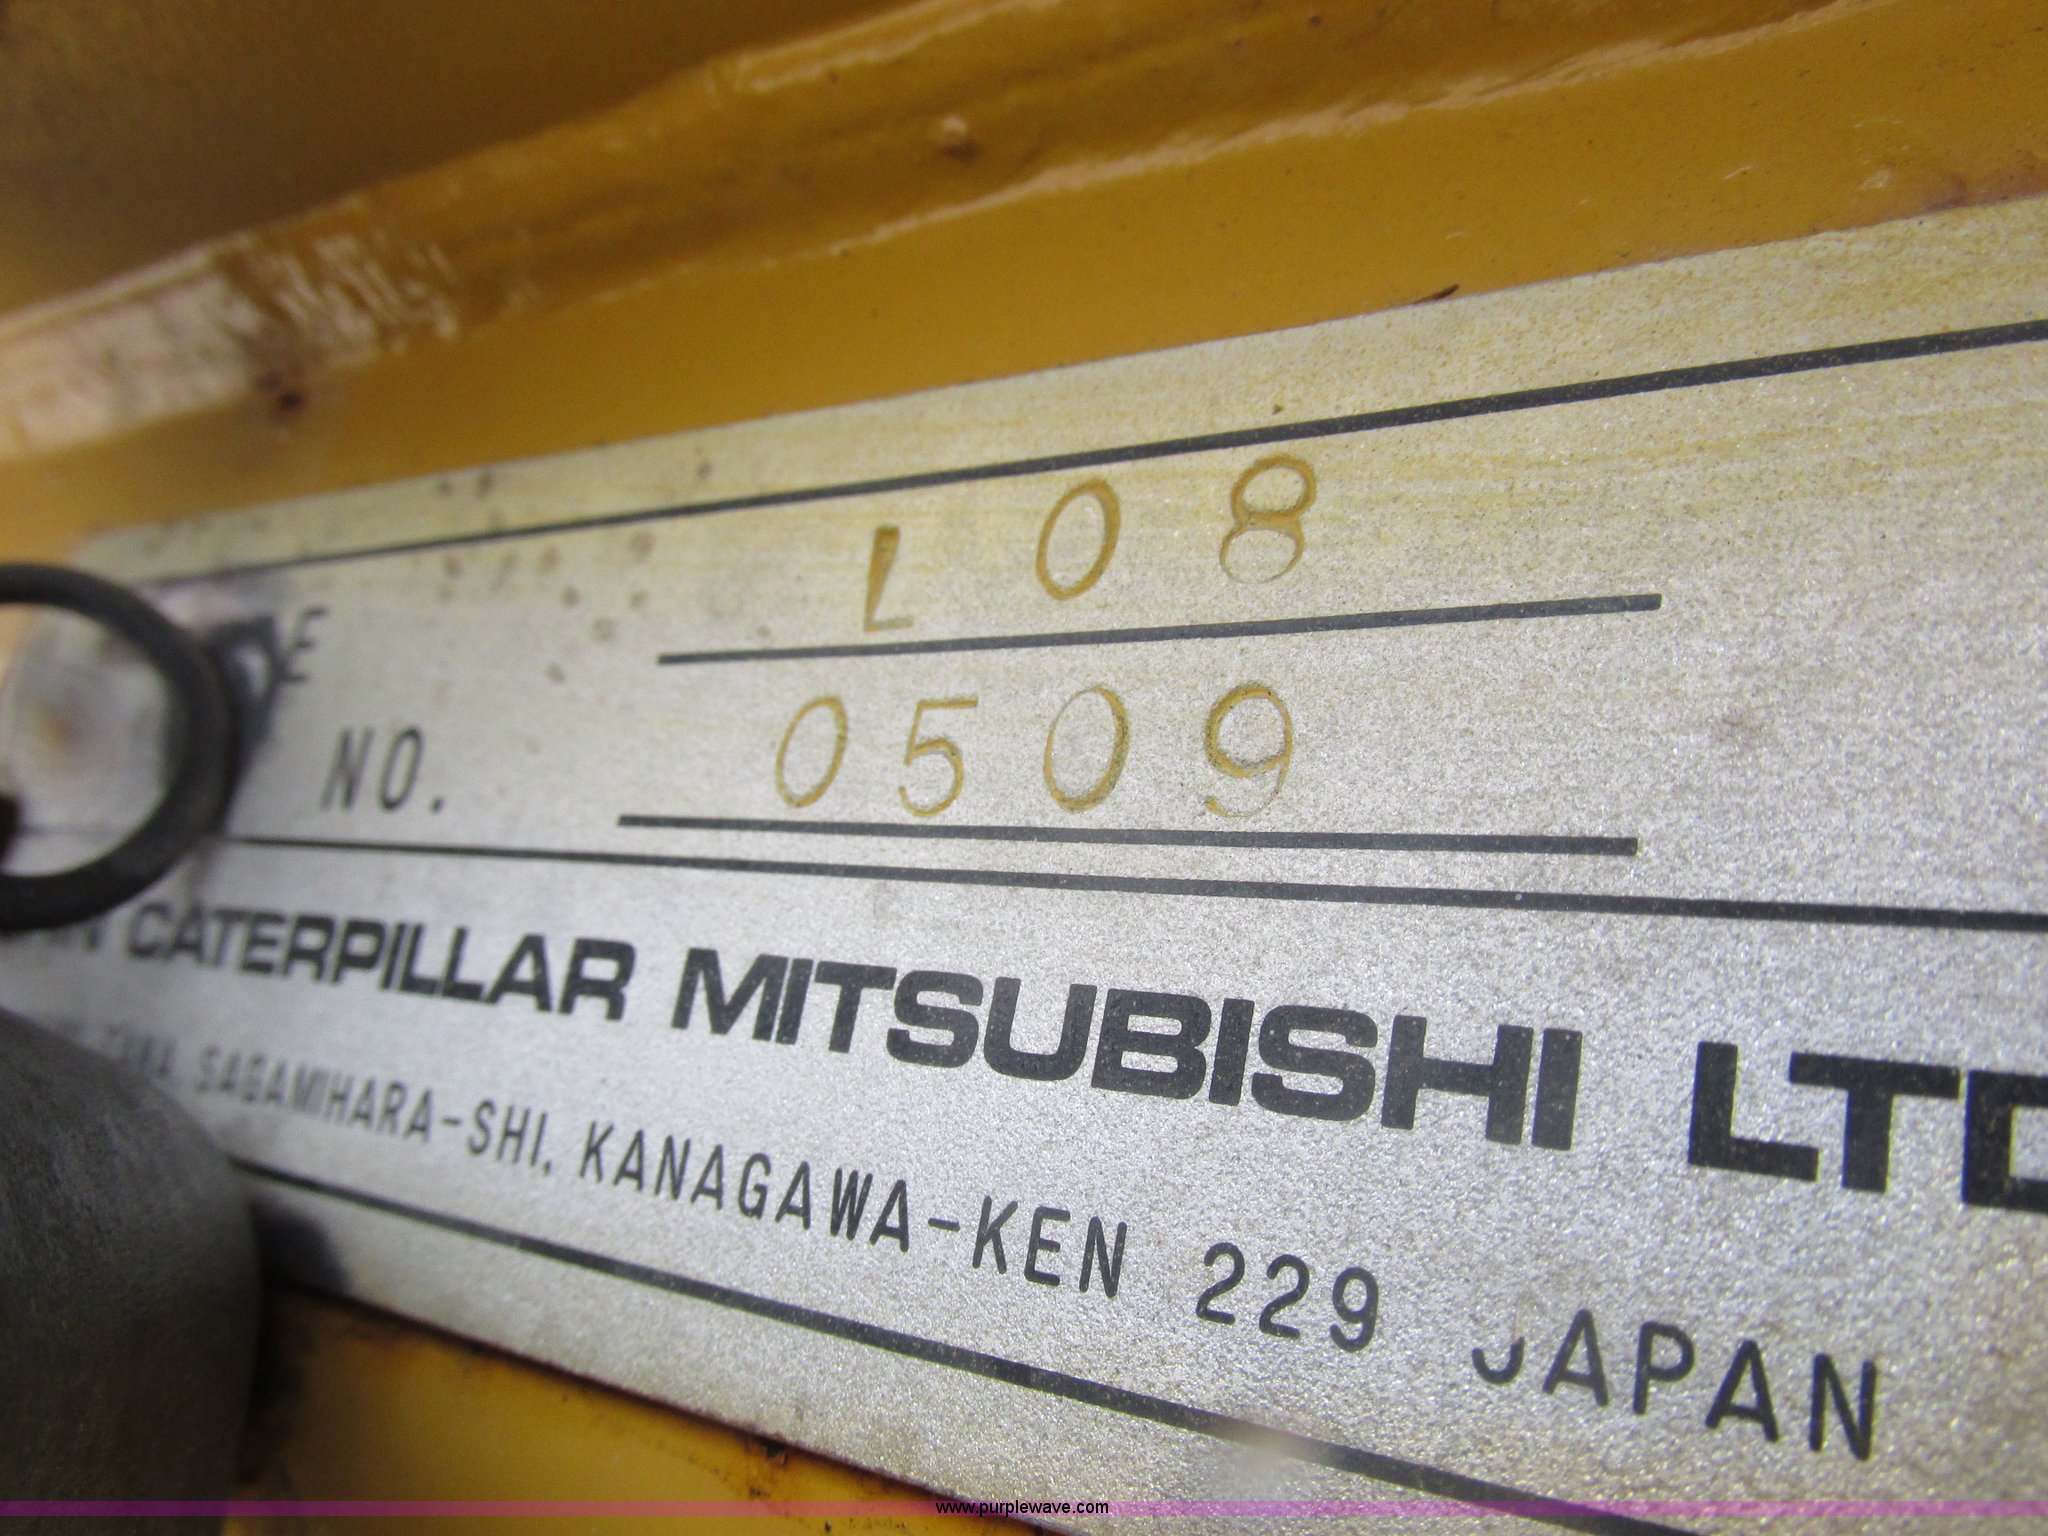 L08
NO. 0509
CATERPILLAR MITSUBISHI LTD
SAGAMIHARA-SHI, KANAGAWA-KEN 229 JAPAN
www.purplewave.com